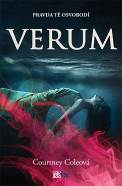 PRAVDA TĚ OSVOBODÍ
VERUM
Courtney Coleová